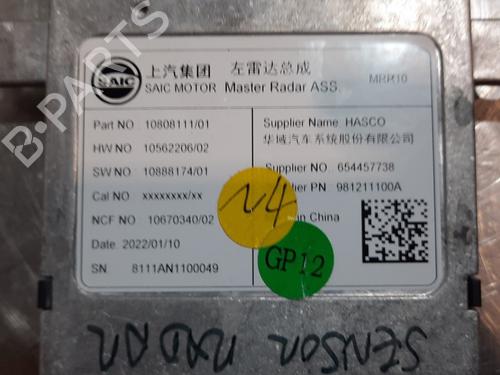 B-PARTS
SAIC
上汽集团
SAIC MOTOR
左雷达总成
Master Radar ASS.
MRR10
Part NO 10808111/01
HW NO 10562206/02
SW NO 10888174/01
Cal NO xxxxxxxx/xx
NCF NO 10670340/02
Date 2022/01/10
SN 8111AN1100049
Supplier Name HASCO
华域汽车系统股份有限公司
Supplier NO 654457738
PN 981211100A
China
N4
GP12
SENSOR RADAR